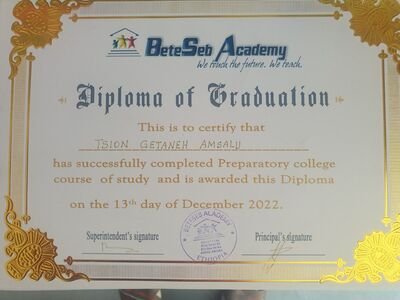 BeteSeb Academy
We touch the future. We teach.
Diploma of Graduation
This is to certify that
TSION GETANEH AMSALU
has successfully completed Preparatory college
course of study and is awarded this Diploma
on the 13th day of December 2022.
Superintendent's signature
Principal's signature
BETESEB ACADEMY
ETHIOPIA